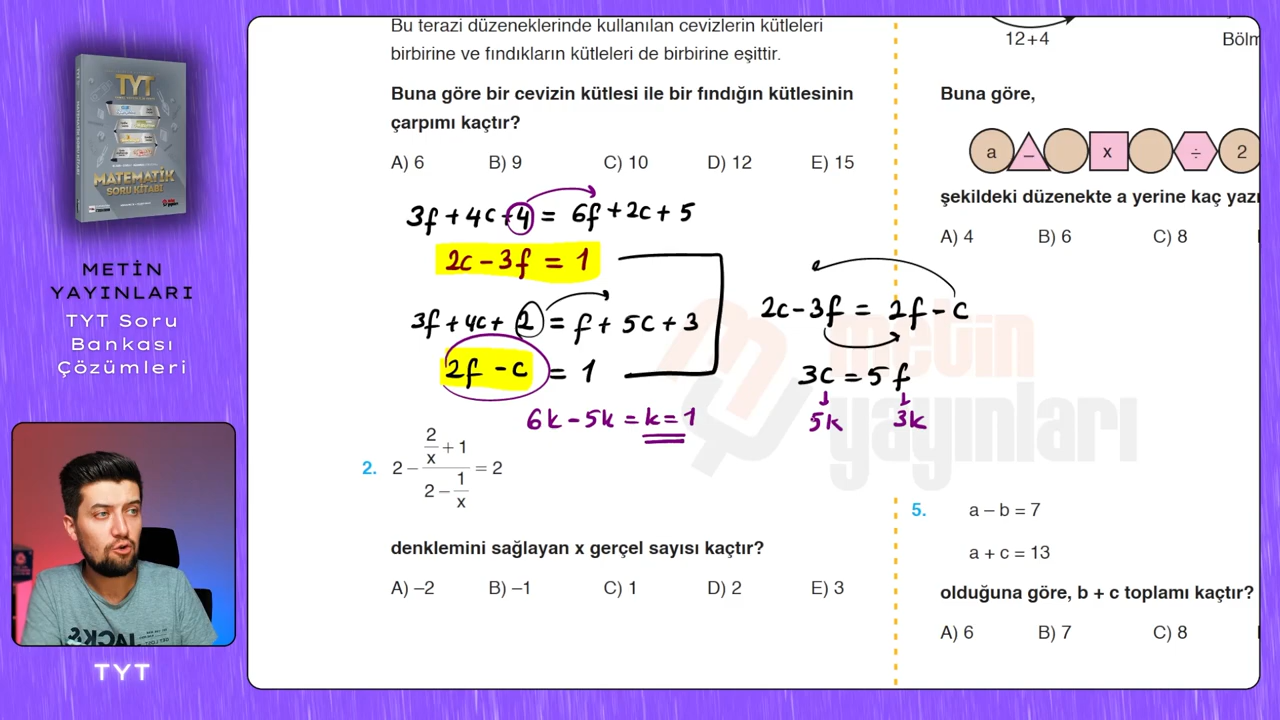 TYT
MATEMATİK
SORU KİTABI
METİN
YAYINLARI
TYT Soru
Bankası
Çözümleri
TYT
Bu terazi düzeneklerinde kullanılan cevizlerin kütleleri
birbirine ve fındıkların kütleleri de birbirine eşittir.
Buna göre bir cevizin kütlesi ile bir fındığın kütlesinin
çarpımı kaçtır?
A) 6 B) 9 C) 10 D) 12 E) 15
3f + 4c + 4 = 6f + 2c + 5
2c - 3f = 1
3f + 4c + 2 = f + 5c + 3
2f - c = 1
6k - 5k = k = 1
2c - 3f = 2f - c
3c = 5f
5k 3k
2. 2 – (2/x + 1)/(2 – 1/x) = 2
denklemini sağlayan x gerçel sayısı kaçtır?
A) –2 B) –1 C) 1 D) 2 E) 3
12+4 Bölm
Buna göre,
a – x ÷ 2
şekildeki düzenekte a yerine kaç yazı
A) 4 B) 6 C) 8
5. a – b = 7
a + c = 13
olduğuna göre, b + c toplamı kaçtır?
A) 6 B) 7 C) 8
metin
yayınları